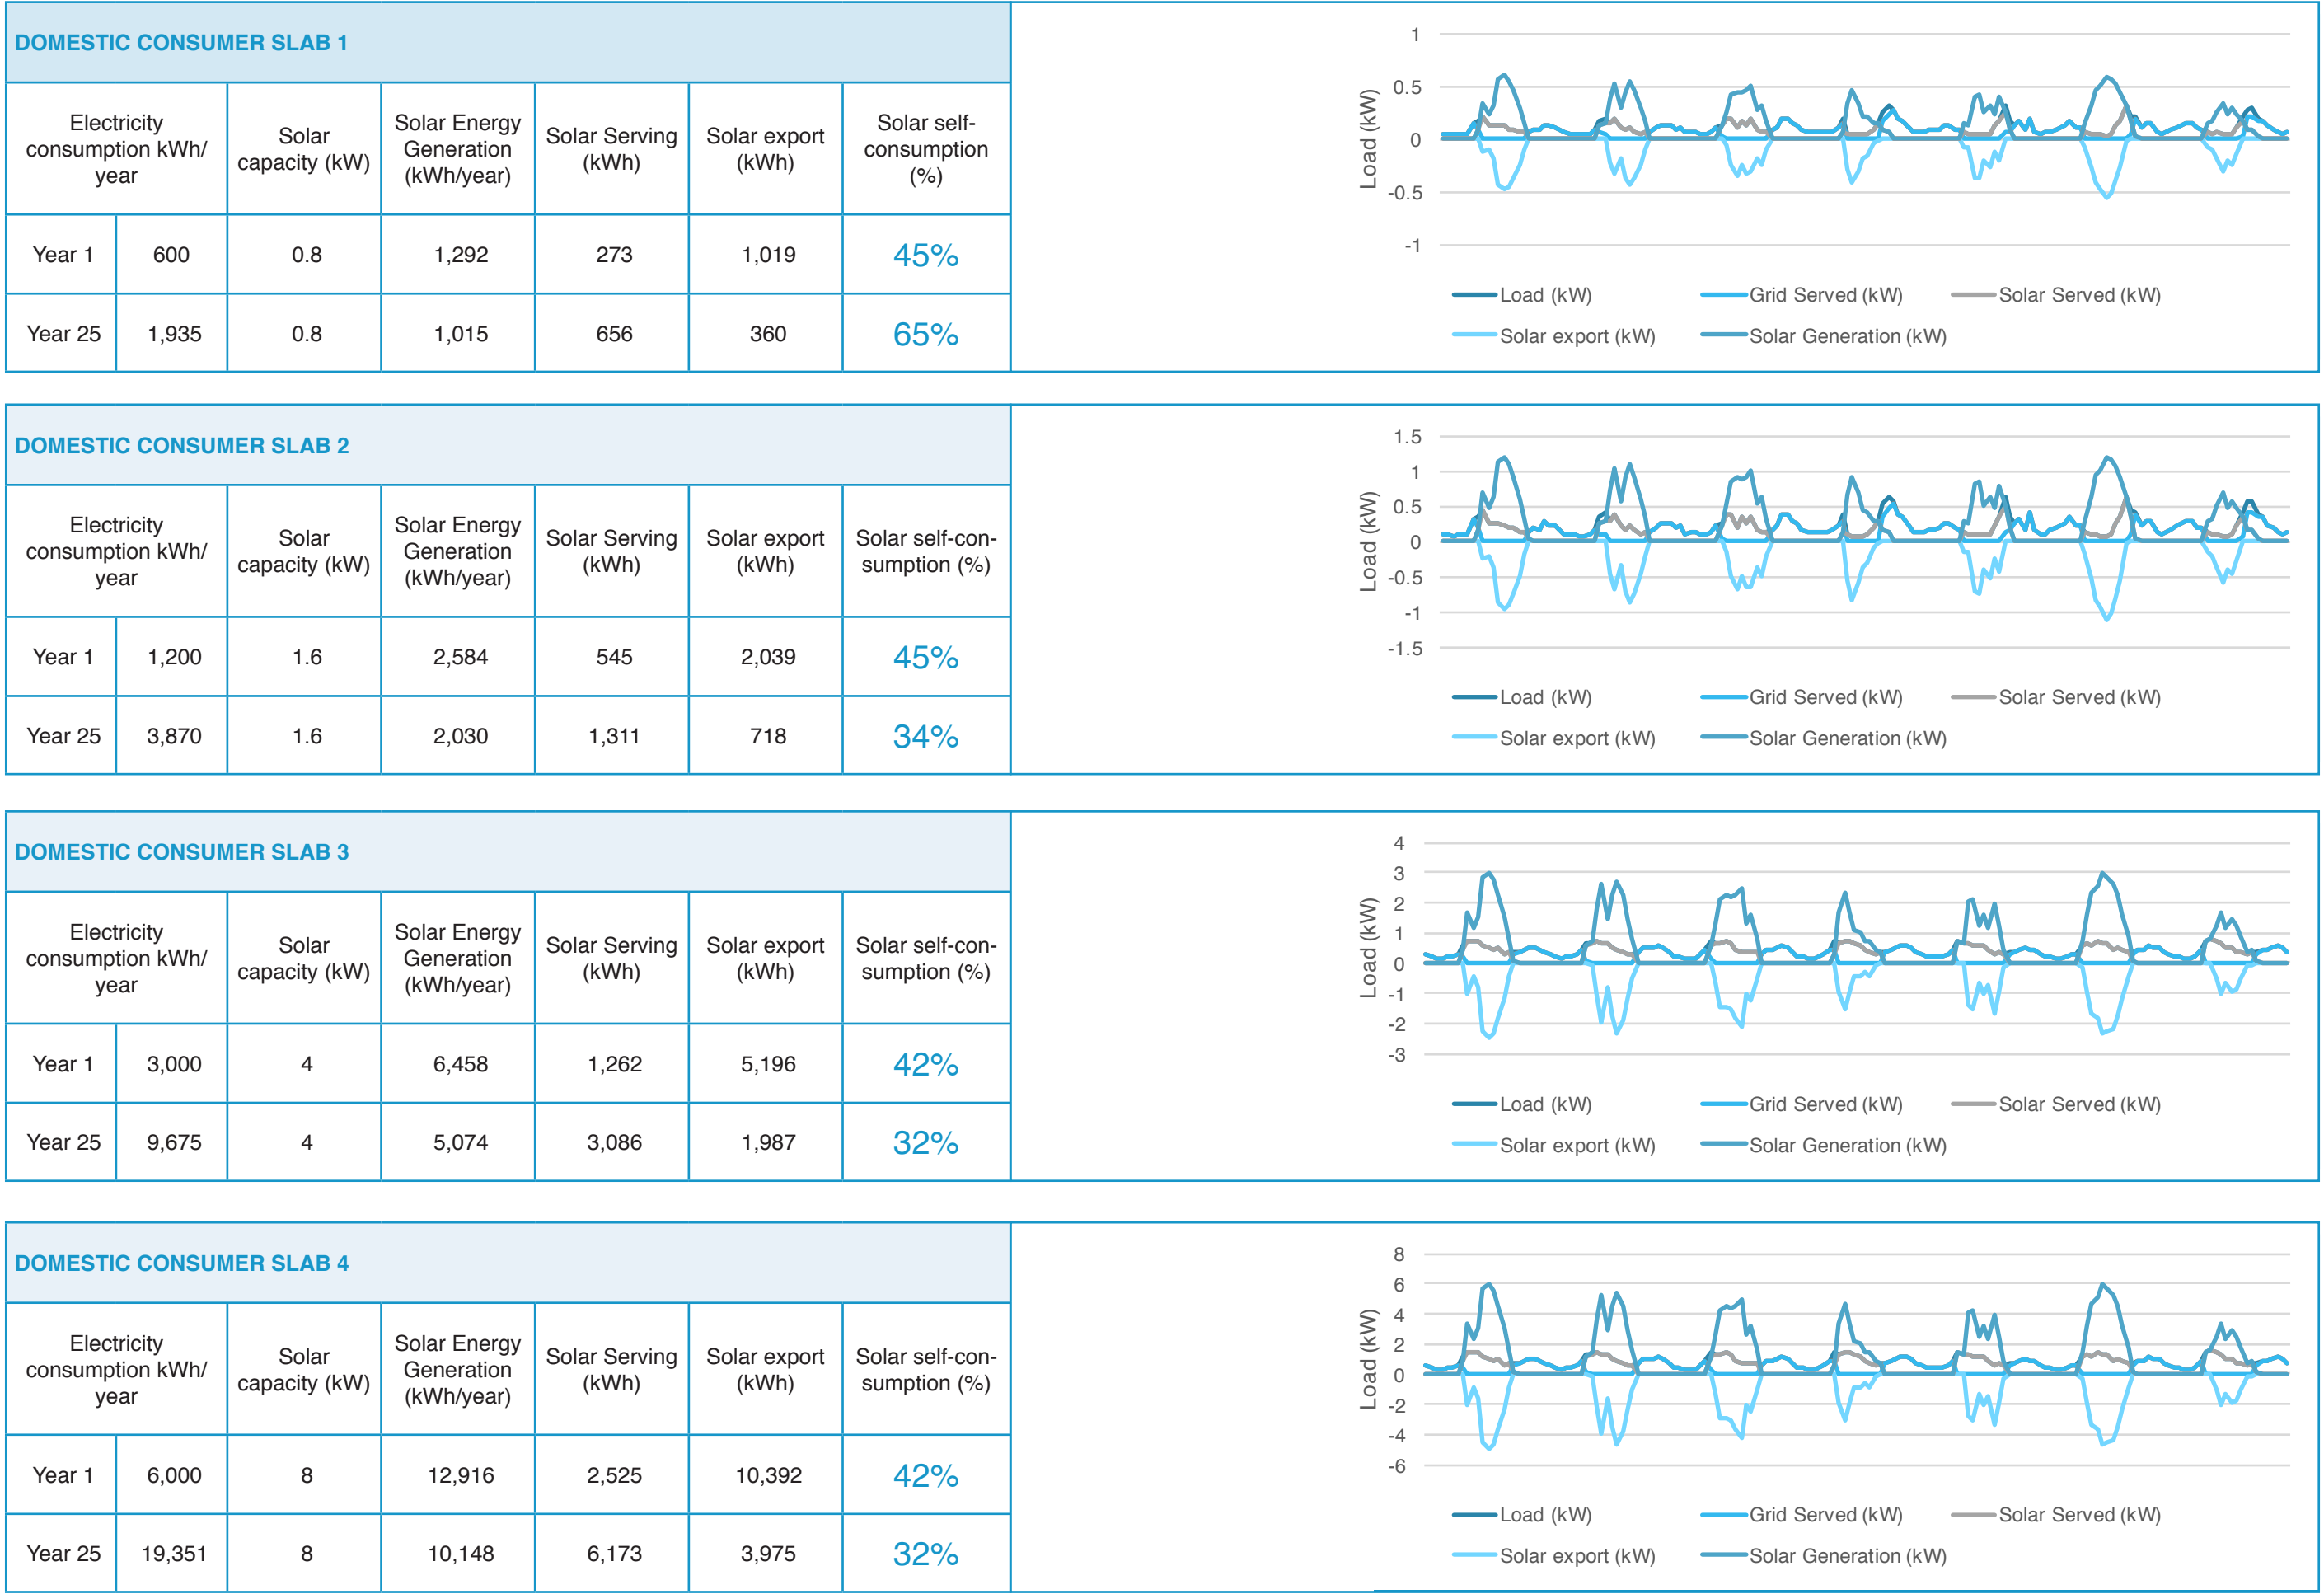 DOMESTIC CONSUMER SLAB 1
Electricity
consumption kWh/
year
Solar
capacity (kW)
Solar Energy
Generation
(kWh/year)
Solar Serving
(kWh)
Solar export
(kWh)
Solar self-
consumption
(%)
Year 1 600 0.8 1,292 273 1,019 45%
Year 25 1,935 0.8 1,015 656 360 65%
Load (kW)
1
0.5
0
-0.5
-1
Load (kW) Grid Served (kW) Solar Served (kW)
Solar export (kW) Solar Generation (kW)
DOMESTIC CONSUMER SLAB 2
Electricity
consumption kWh/
year
Solar
capacity (kW)
Solar Energy
Generation
(kWh/year)
Solar Serving
(kWh)
Solar export
(kWh)
Solar self-con-
sumption (%)
Year 1 1,200 1.6 2,584 545 2,039 45%
Year 25 3,870 1.6 2,030 1,311 718 34%
Load (kW)
1.5
1
0.5
0
-0.5
-1
-1.5
Load (kW) Grid Served (kW) Solar Served (kW)
Solar export (kW) Solar Generation (kW)
DOMESTIC CONSUMER SLAB 3
Electricity
consumption kWh/
year
Solar
capacity (kW)
Solar Energy
Generation
(kWh/year)
Solar Serving
(kWh)
Solar export
(kWh)
Solar self-con-
sumption (%)
Year 1 3,000 4 6,458 1,262 5,196 42%
Year 25 9,675 4 5,074 3,086 1,987 32%
Load (kW)
4
3
2
1
0
-1
-2
-3
Load (kW) Grid Served (kW) Solar Served (kW)
Solar export (kW) Solar Generation (kW)
DOMESTIC CONSUMER SLAB 4
Electricity
consumption kWh/
year
Solar
capacity (kW)
Solar Energy
Generation
(kWh/year)
Solar Serving
(kWh)
Solar export
(kWh)
Solar self-con-
sumption (%)
Year 1 6,000 8 12,916 2,525 10,392 42%
Year 25 19,351 8 10,148 6,173 3,975 32%
Load (kW)
8
6
4
2
0
-2
-4
-6
Load (kW) Grid Served (kW) Solar Served (kW)
Solar export (kW) Solar Generation (kW)